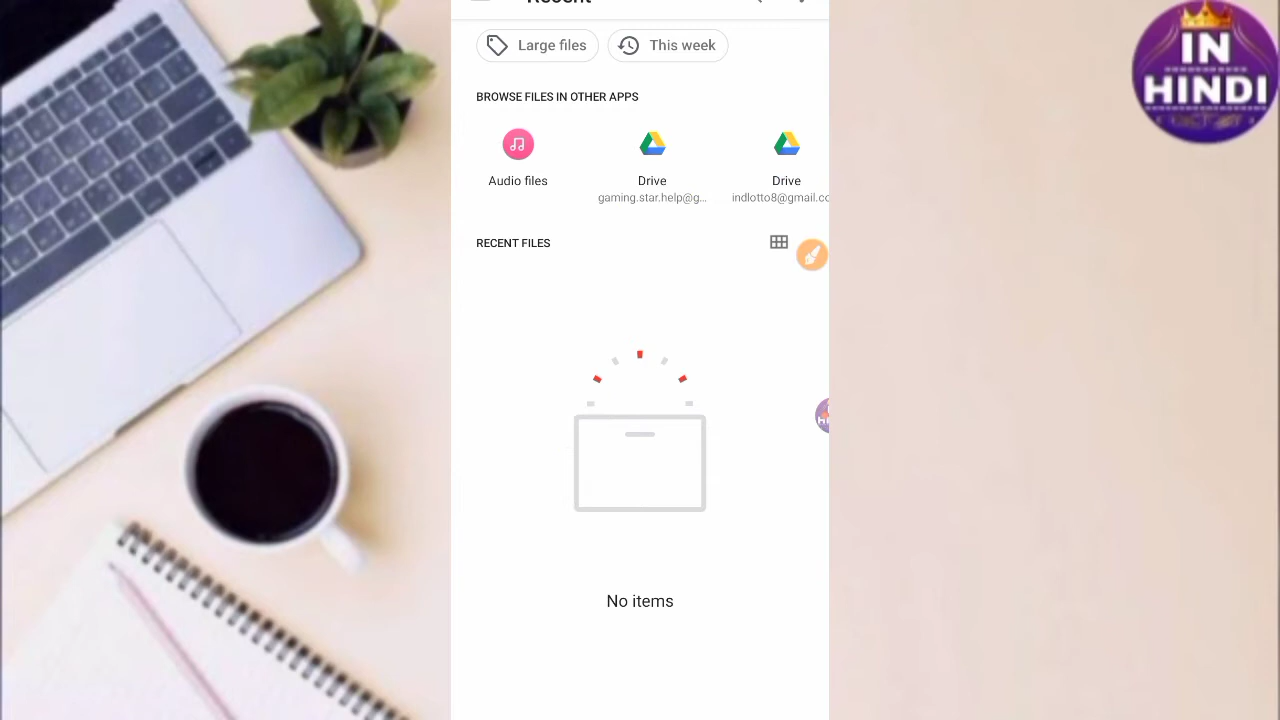 Recent
Large files
This week
BROWSE FILES IN OTHER APPS
Audio files
Drive
gaming.star.help@g...
Drive
indlotto8@gmail.cc
RECENT FILES
No items
IN
HINDI